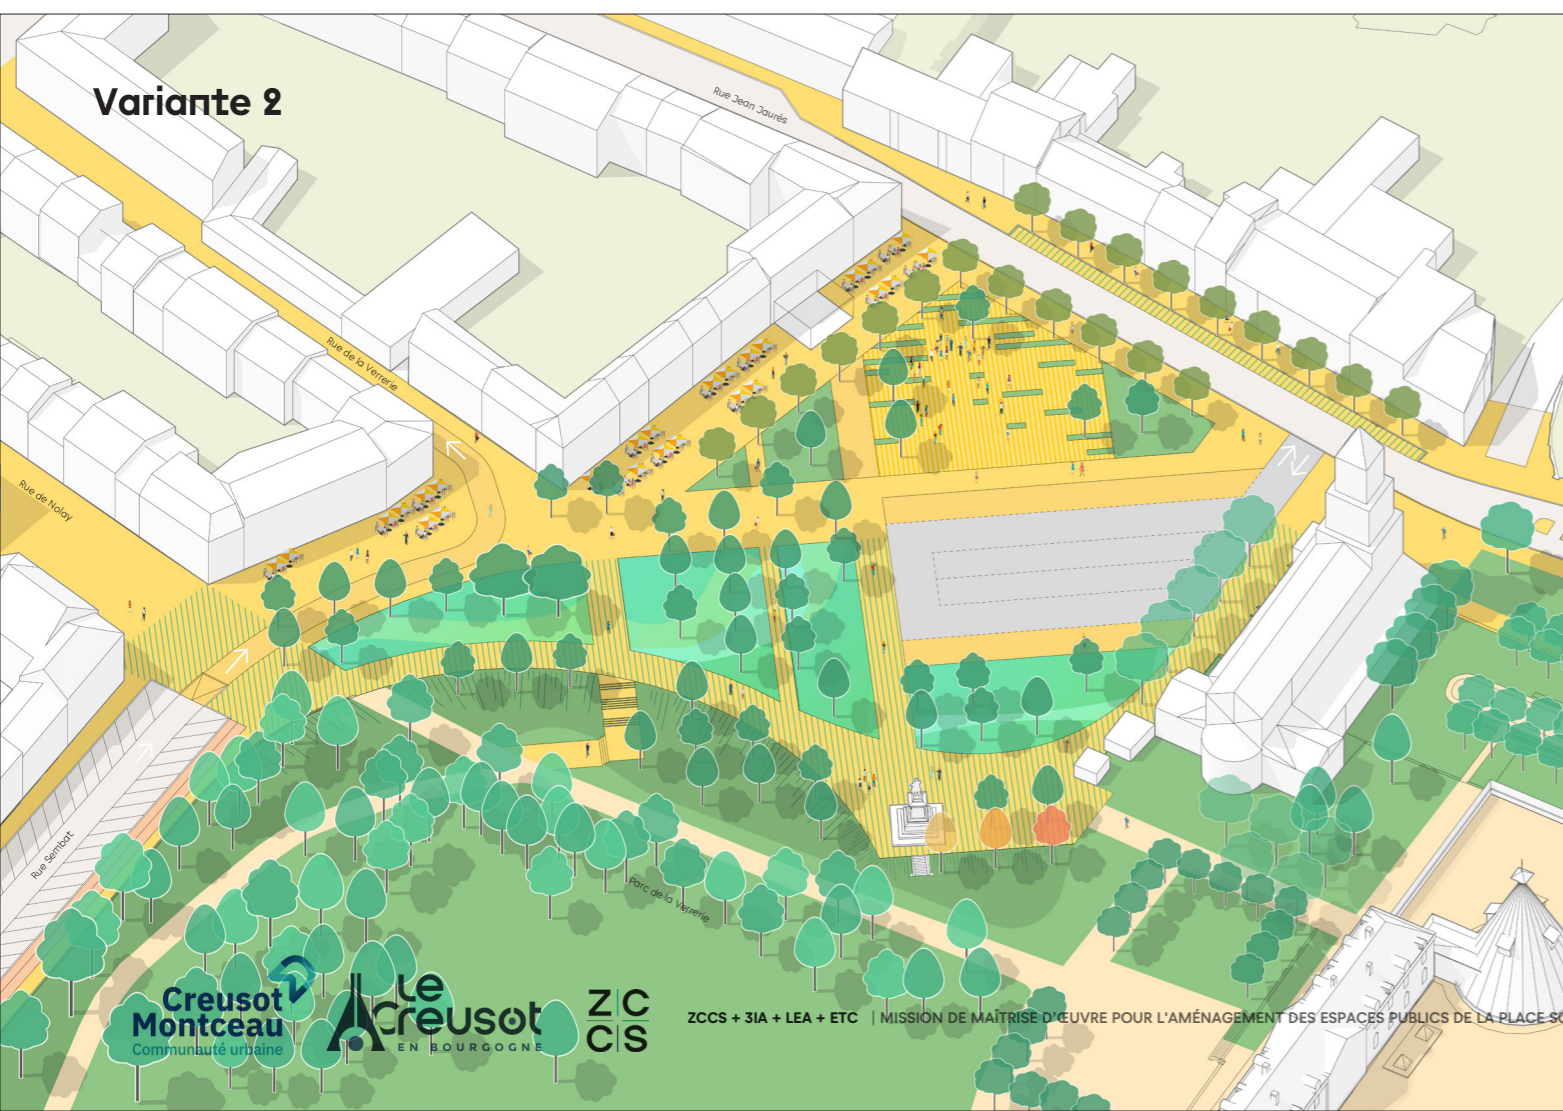 Variante 2
Rue Jean Jaurès
Rue de la Verrerie
Rue de Nolay
Rue Sembat
Parc de la Verrerie
Creusot
Montceau
Communauté urbaine
LE
Creusot
EN BOURGOGNE
Z|C
C|S
ZCCS + 3IA + LEA + ETC | MISSION DE MAÎTRISE D'ŒUVRE POUR L'AMÉNAGEMENT DES ESPACES PUBLICS DE LA PLACE